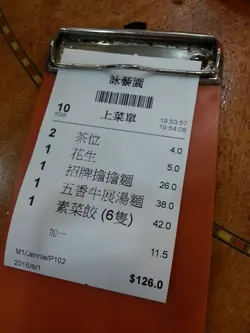 詠藜園
上菜單
10 19:53:57
1035 19:54:08
2 茶位 4.0
1 花生 5.0
1 招牌擔擔麵 26.0
1 五香牛展湯麵 38.0
1 素菜餃 (6隻) 42.0
加一 11.5
M1/Jennie/P102
2015/8/1 $126.0